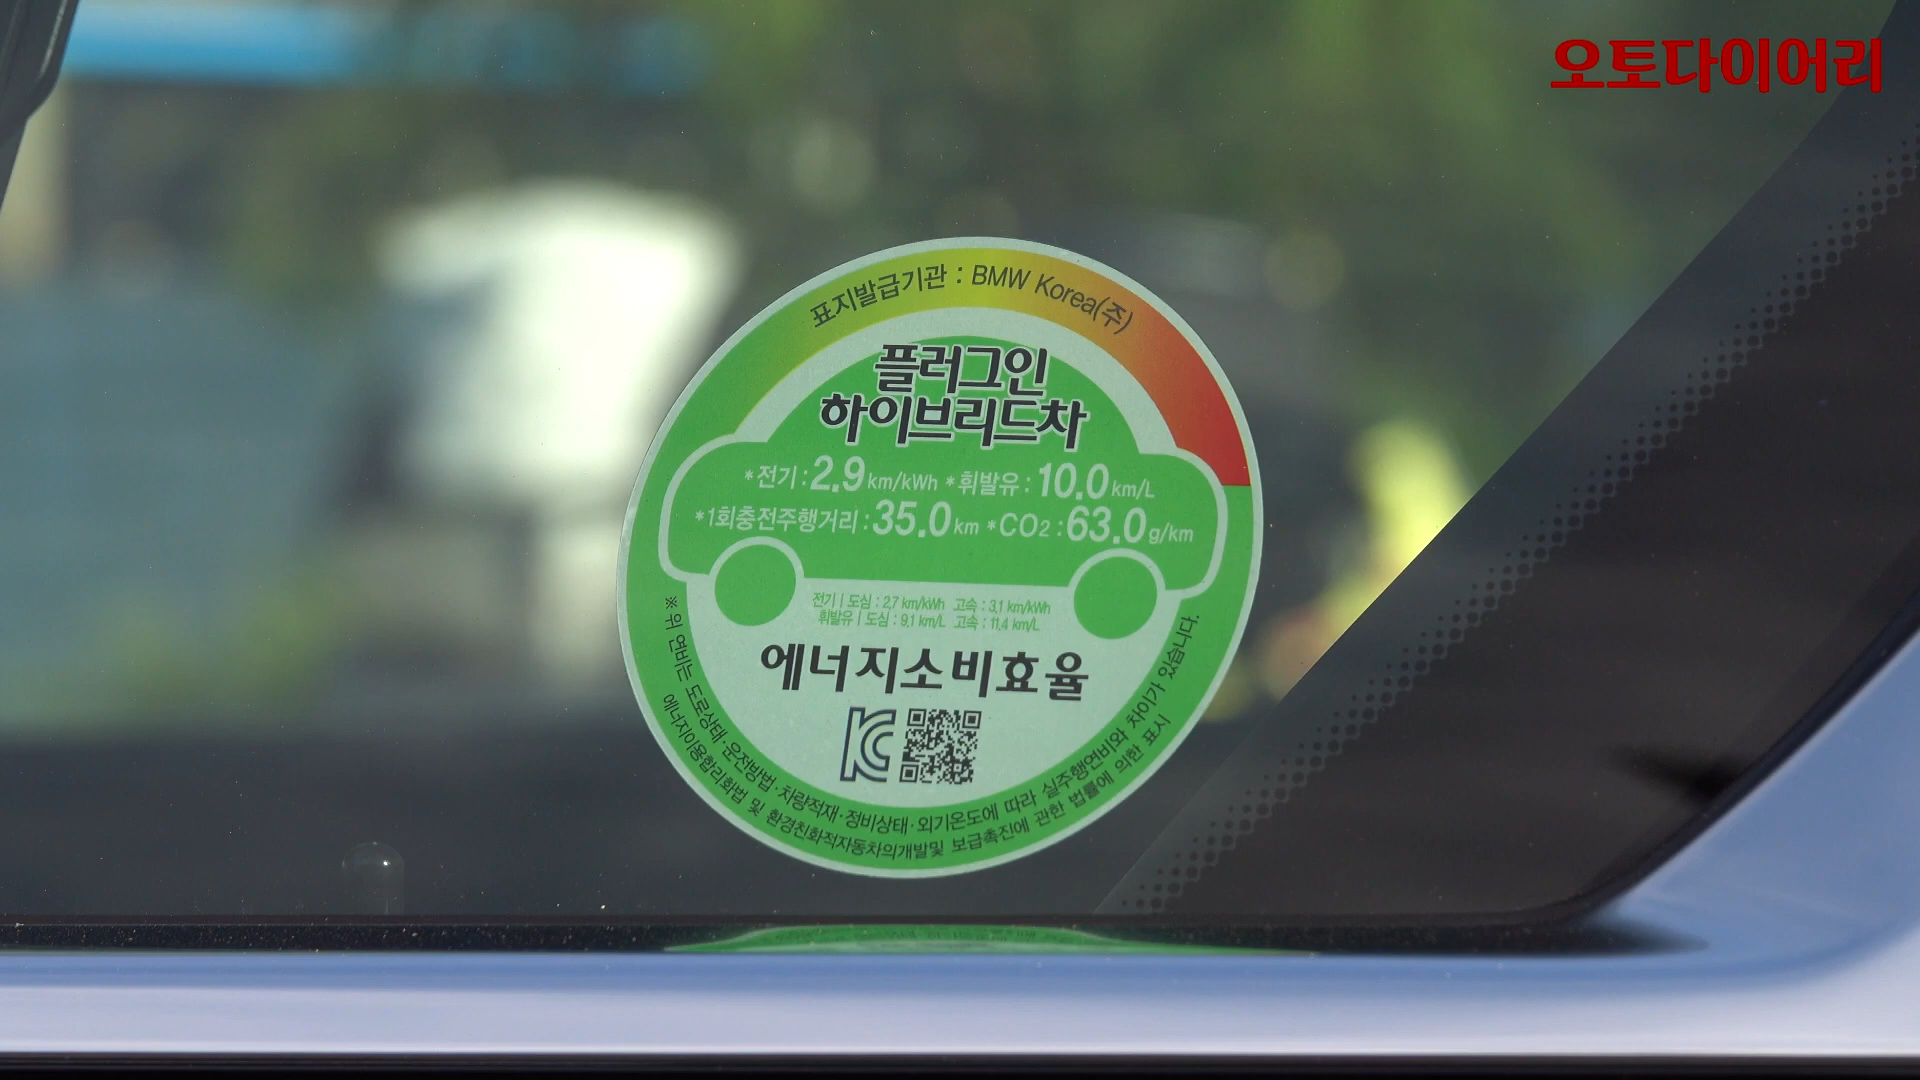 오토다이어리
표지발급기관 : BMW Korea(주)
플러그인
하이브리드차
*전기 : 2.9 km/kWh *휘발유 : 10.0 km/L
*1회충전주행거리 : 35.0 km *CO2 : 63.0 g/km
전기 | 도심 : 2.7 km/kWh 고속 : 3.1 km/kWh
휘발유 | 도심 : 9.1 km/L 고속 : 11.4 km/L
에너지소비효율
KC
※ 위 연비는 도로상태·운전방법·차량적재·정비상태·외기온도에 따라 실주행연비와 차이가 있습니다.
에너지이용합리화법 및 환경친화적자동차의개발및 보급촉진에 관한 법률에 의한 표시